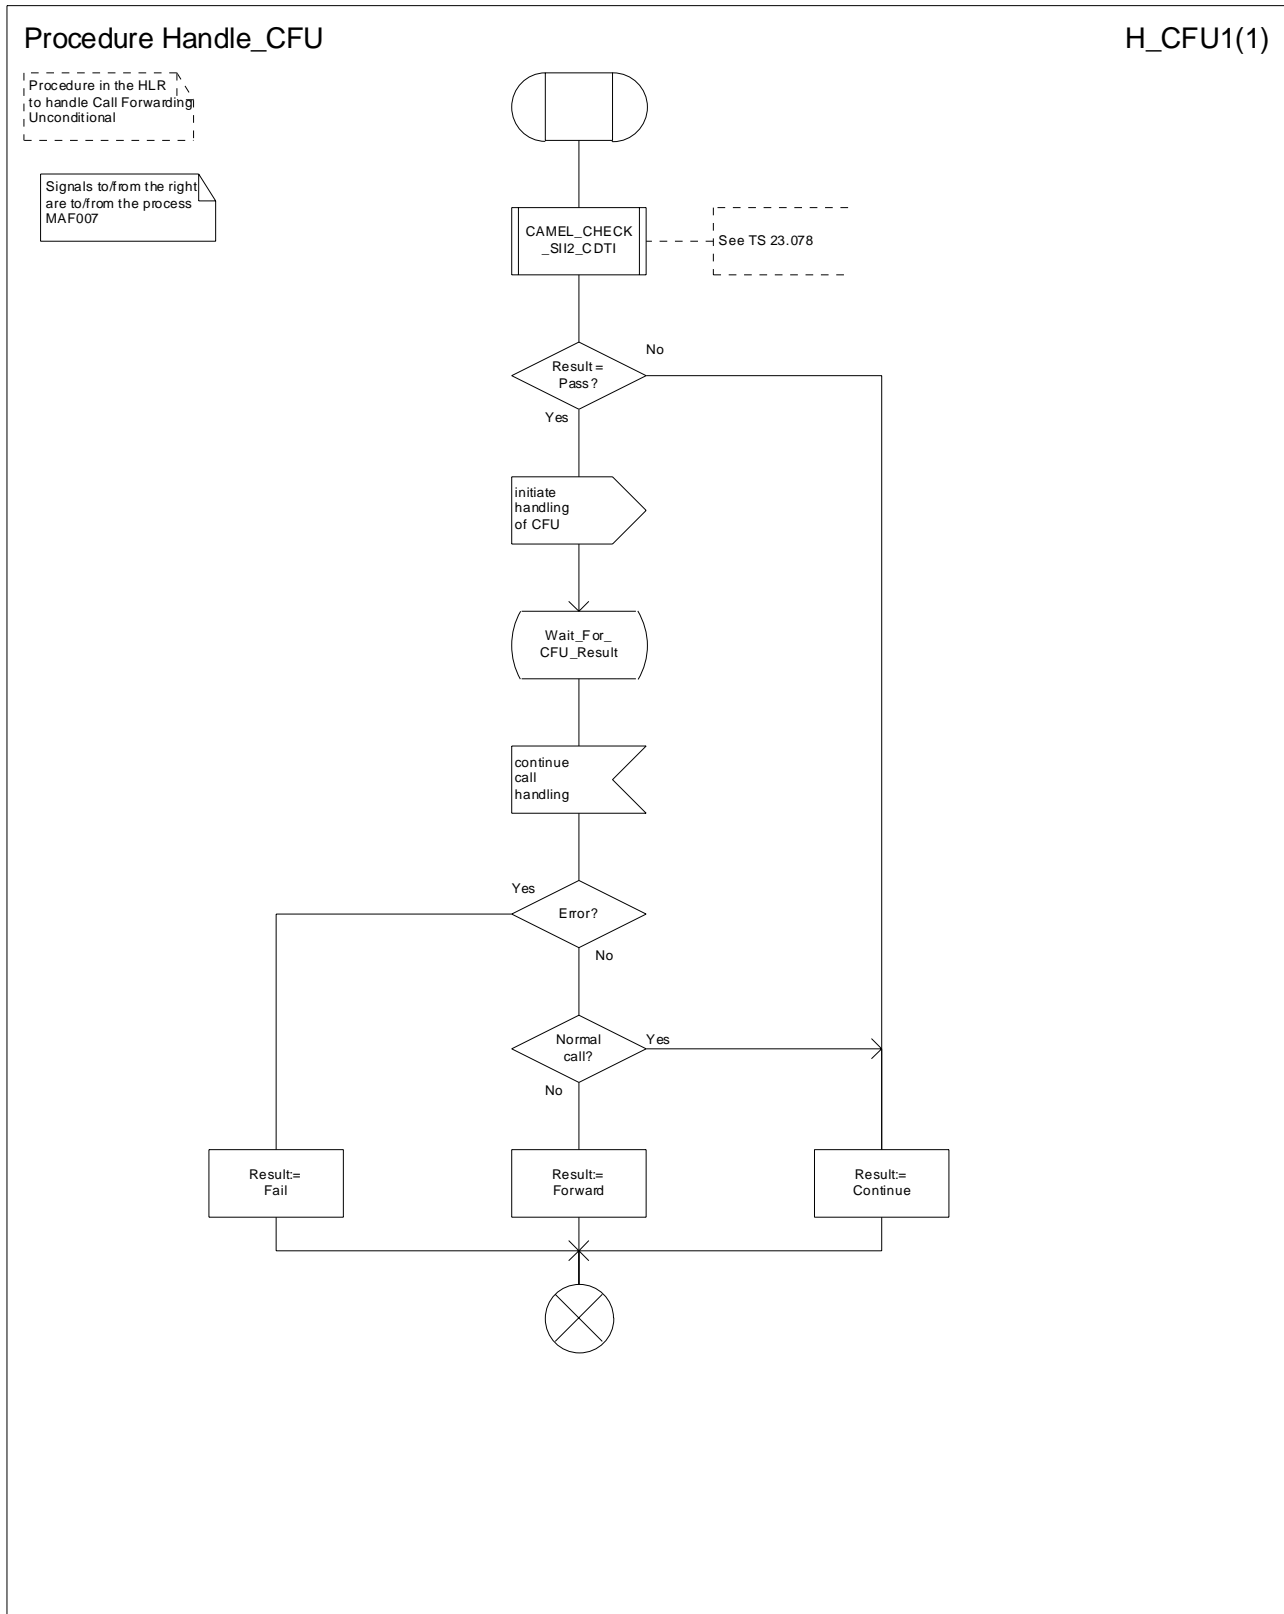 Procedure Handle_CFU
H_CFU1(1)
Procedure in the HLR
to handle Call Forwarding
Unconditional
Signals to/from the right
are to/from the process
MAF007
CAMEL_CHECK
_SII2_CDTI
See TS 23.078
Result =
Pass?
No
Yes
initiate
handling
of CFU
Wait_For_
CFU_Result
continue
call
handling
Yes
Error?
No
Normal
call?
Yes
No
Result:=
Fail
Result:=
Forward
Result:=
Continue